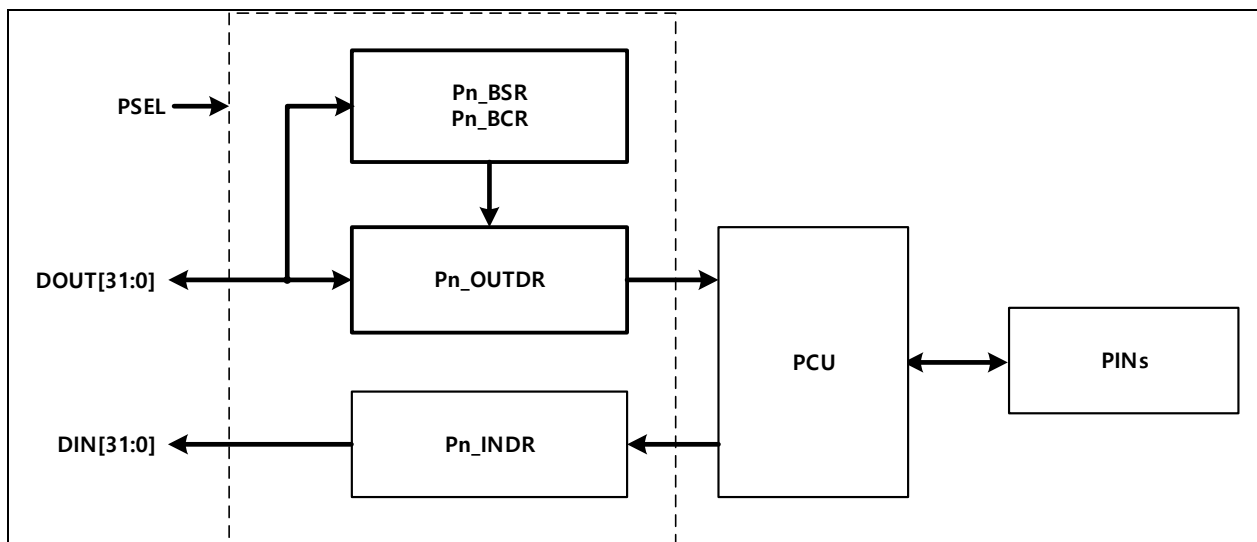 Pn_BSR
PSEL
Pn_BCR
DOUT[31:0]
Pn_OUTDR
PCU
PINs
DIN[31:0]
Pn_INDR